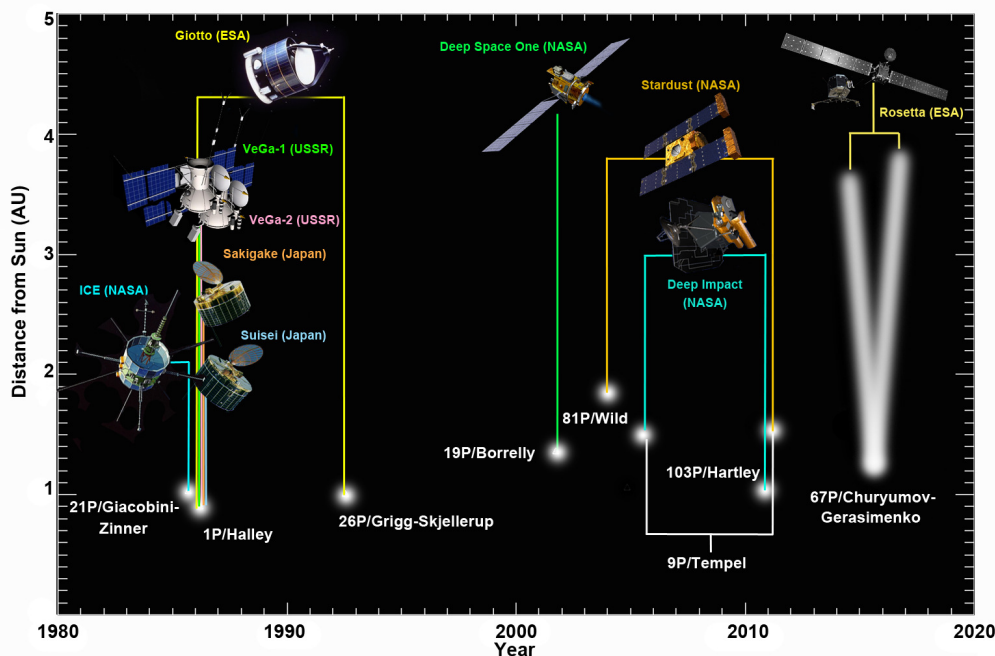 5
4
3
2
1
0
Distance from Sun (AU)
Giotto (ESA)
VeGa-1 (USSR)
VeGa-2 (USSR)
Sakigake (Japan)
ICE (NASA)
Suisei (Japan)
Deep Space One (NASA)
Stardust (NASA)
Rosetta (ESA)
Deep Impact
(NASA)
81P/Wild
19P/Borrelly
103P/Hartley
21P/Giacobini-
Zinner
1P/Halley
26P/Grigg-Skjellerup
67P/Churyumov-
Gerasimenko
9P/Tempel
1980
1990
2000
2010
2020
Year